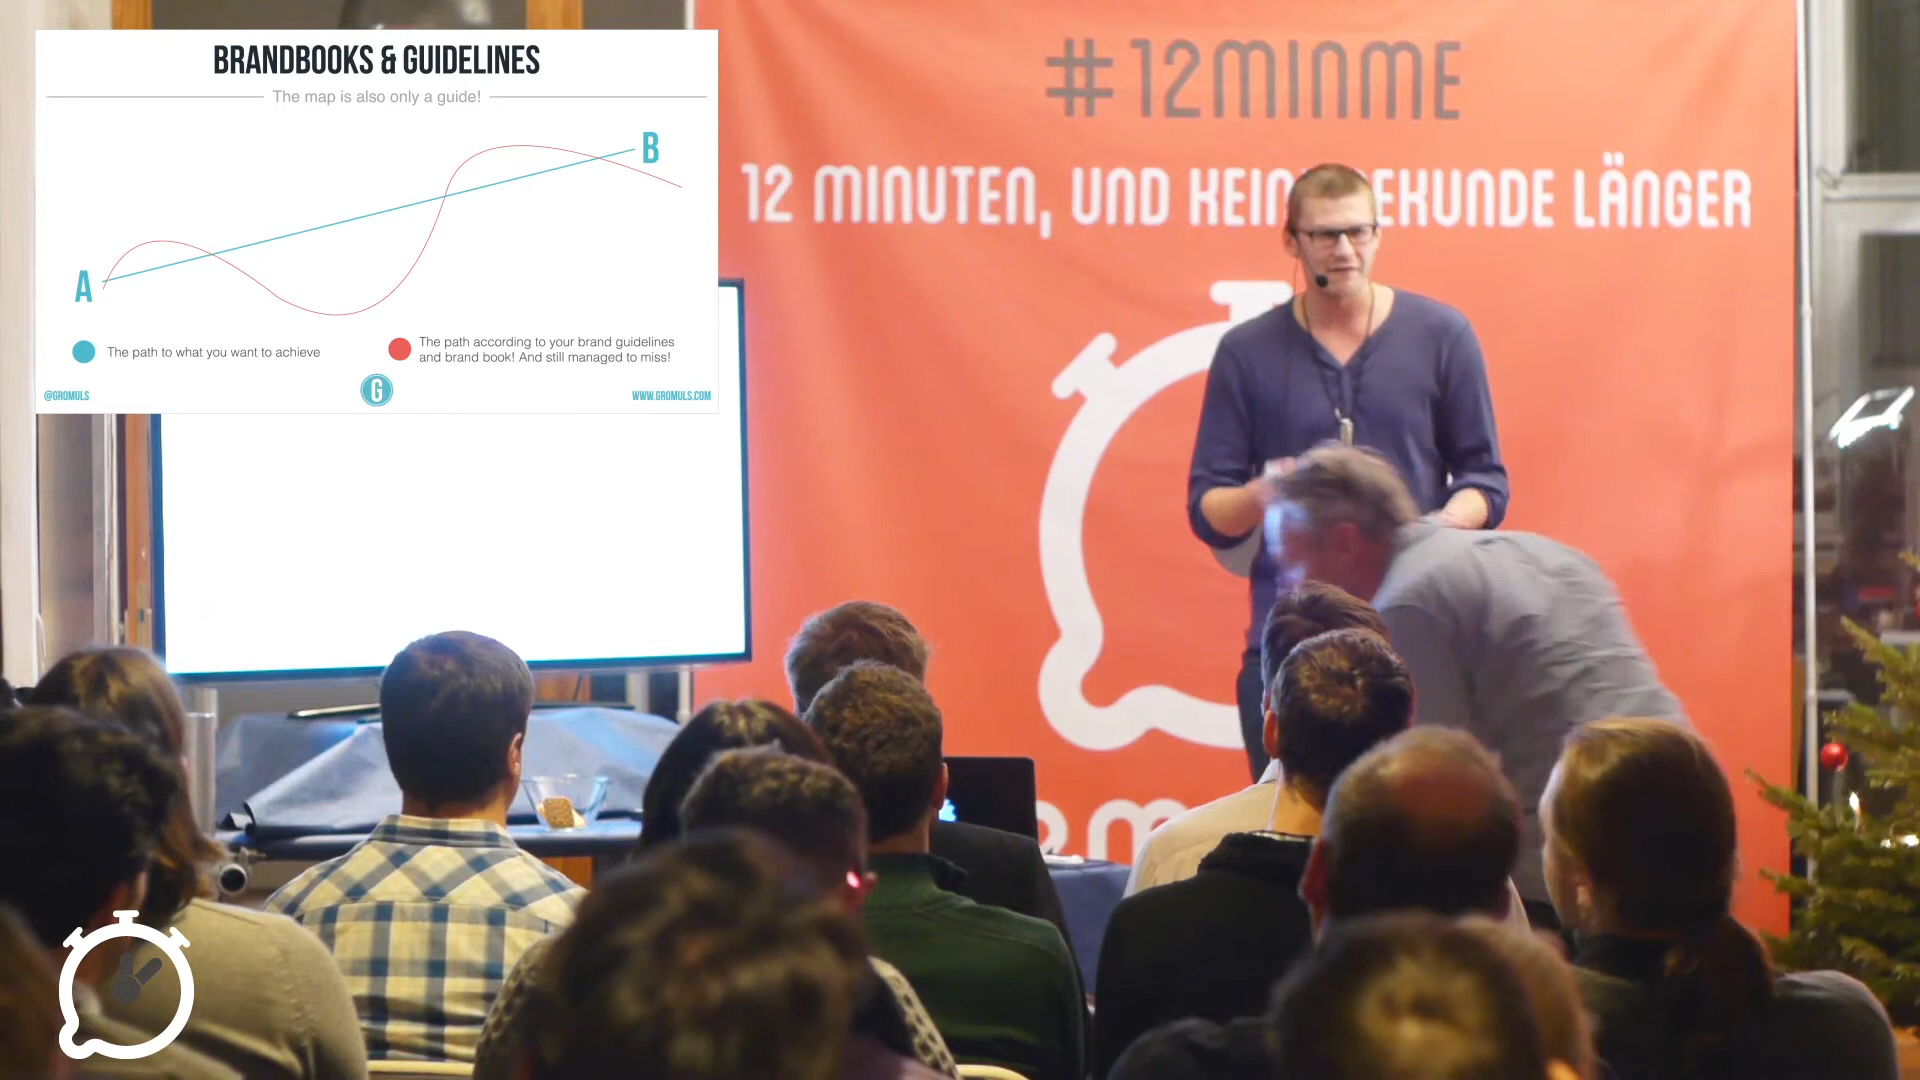 BRANDBOOKS & GUIDELINES
The map is also only a guide!
B
A
The path to what you want to achieve
The path according to your brand guidelines
and brand book! And still managed to miss!
@GROMULS
G
WWW.GROMULS.COM
#12MINME
12 MINUTEN, UND KEIN EKUNDE LÄNGER